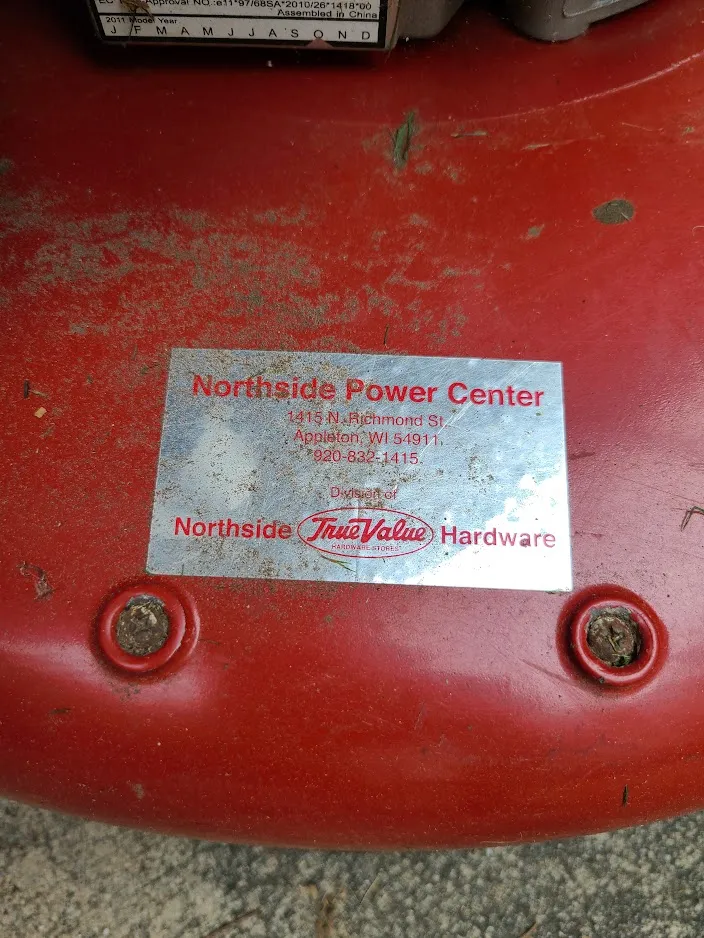 EC Approval NO.:e11*97/68SA*2010/26*1418*00
Assembled in China
2011 Model Year
J F M A M J J A S O N D
Northside Power Center
1415 N. Richmond St.
Appleton, WI 54911
920-832-1415
Division of
Northside True Value Hardware
HARDWARE STORES